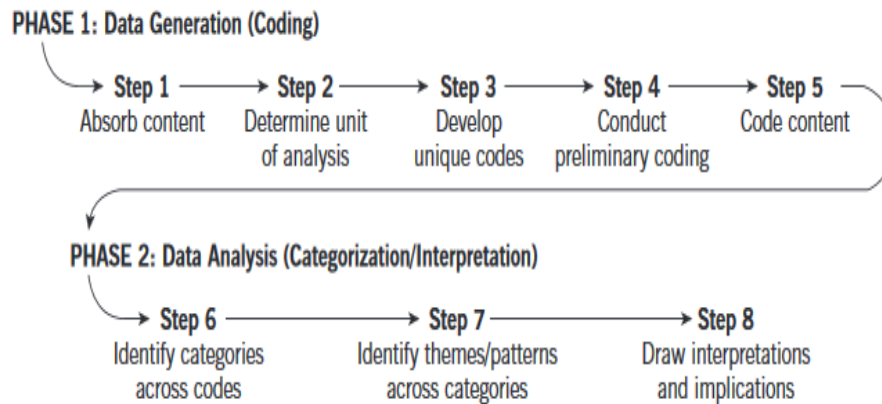 PHASE 1: Data Generation (Coding)
Step 1
Step 2
Step 3
Step 4
Step 5
Absorb content
Determine unit
of analysis
Develop
unique codes
Conduct
preliminary coding
Code content
PHASE 2: Data Analysis (Categorization/Interpretation)
Step 6
Step 7
Step 8
Identify categories
across codes
Identify themes/patterns
across categories
Draw interpretations
and implications